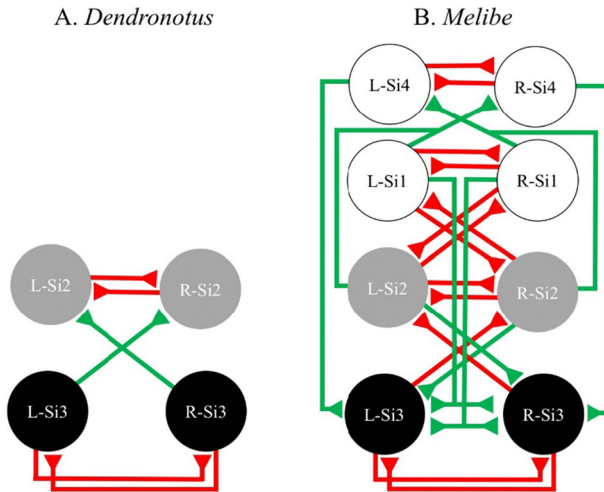 A. Dendronotus
B. Melibe
L-Si4
R-Si4
L-Si1
R-Si1
L-Si2
R-Si2
L-Si2
R-Si2
L-Si3
R-Si3
L-Si3
R-Si3